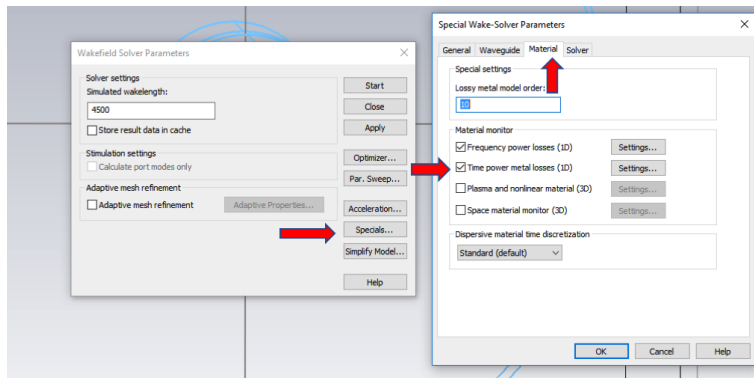 Wakefield Solver Parameters
Solver settings
Simulated wakelength:
4500
Store result data in cache
Stimulation settings
Calculate port modes only
Adaptive mesh refinement
Adaptive mesh refinement
Adaptive Properties...
Start
Close
Apply
Optimizer...
Par. Sweep...
Acceleration...
Specials...
Simplify Model...
Help
Special Wake-Solver Parameters
General Waveguide Material Solver
Special settings
Lossy metal model order:
10
Material monitor
Frequency power losses (1D) Settings...
Time power metal losses (1D) Settings...
Plasma and nonlinear material (3D) Settings...
Space material monitor (3D) Settings...
Dispersive material time discretization
Standard (default)
OK Cancel Help